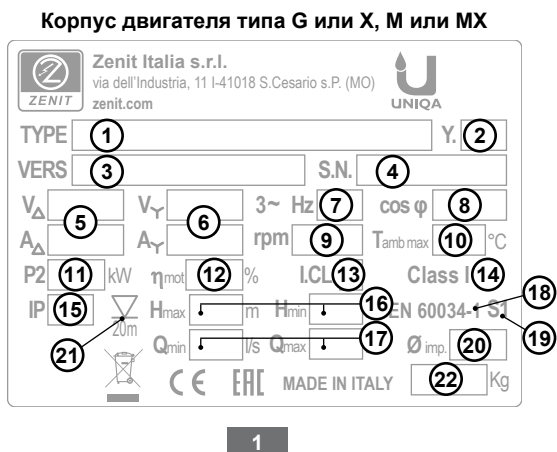 Корпус двигателя типа G или X, M или MX
Zenit Italia s.r.l.
via dell'Industria, 11 I-41018 S.Cesario s.P. (MO)
zenit.com
ZENIT
UNIQA
TYPE 1 Y. 2
VERS 3 S.N. 4
V△ 5 VY 6 3~ Hz 7 cos φ 8
A△ AY rpm 9 Tamb max 10 °C
P2 11 kW ηmot 12 % I.CL 13 Class I 14
IP 15 20m Hmax m Hmin 16 EN 60034-1 S1 18
21 Qmin l/s Qmax 17 Ø imp. 20 19
CE EAC MADE IN ITALY 22 Kg
1